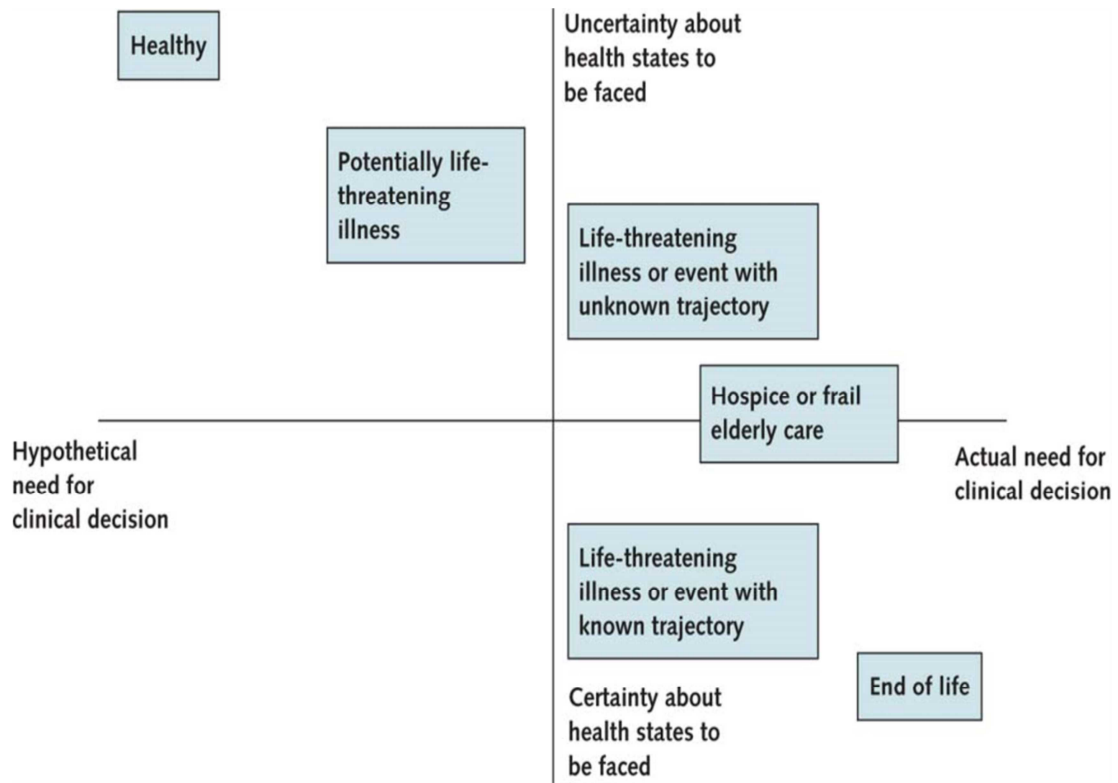 Healthy
Uncertainty about
health states to
be faced
Potentially life-
threatening
illness
Life-threatening
illness or event with
unknown trajectory
Hospice or frail
elderly care
Hypothetical
need for
clinical decision
Actual need for
clinical decision
Life-threatening
illness or event with
known trajectory
End of life
Certainty about
health states to
be faced